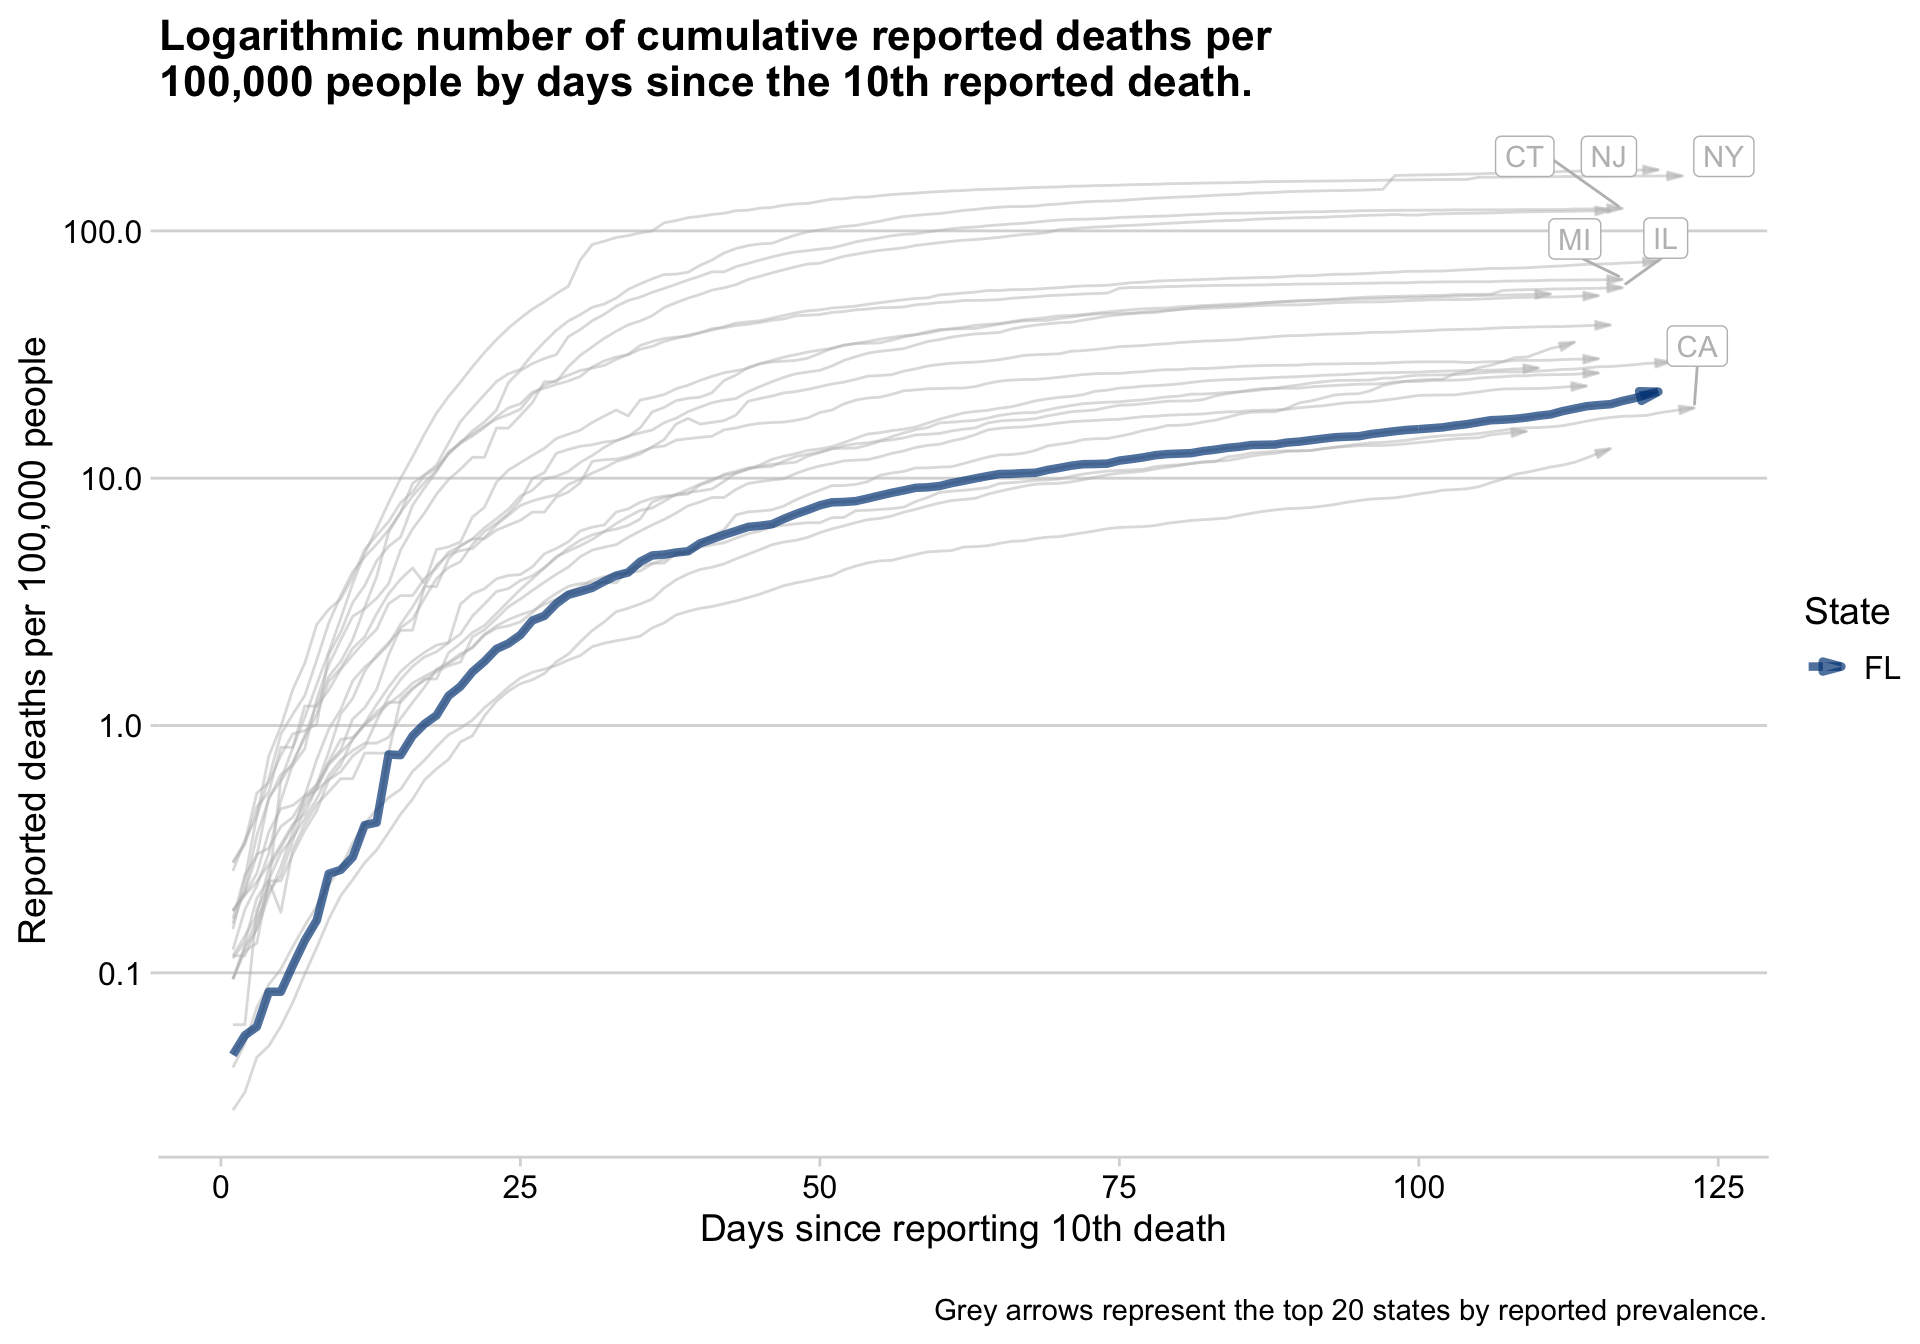 Logarithmic number of cumulative reported deaths per
100,000 people by days since the 10th reported death.
CT NJ NY
MI IL
CA
100.0
10.0
1.0
0.1
Reported deaths per 100,000 people
0 25 50 75 100 125
Days since reporting 10th death
State
FL
Grey arrows represent the top 20 states by reported prevalence.